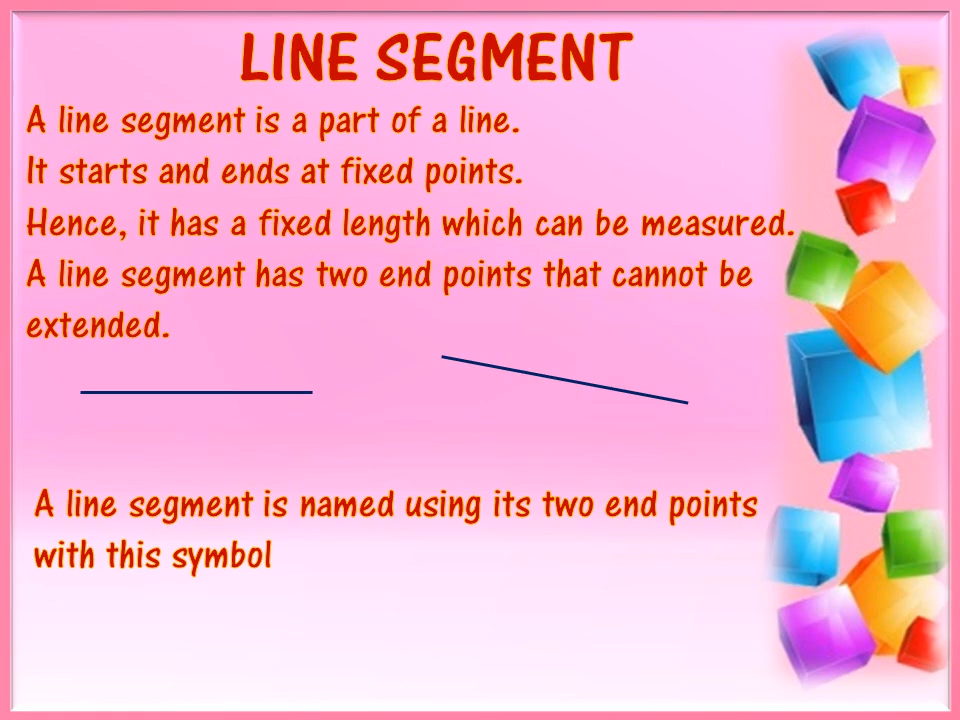 LINE SEGMENT
A line segment is a part of a line.
It starts and ends at fixed points.
Hence, it has a fixed length which can be measured.
A line segment has two end points that cannot be
extended.
A line segment is named using its two end points
with this symbol